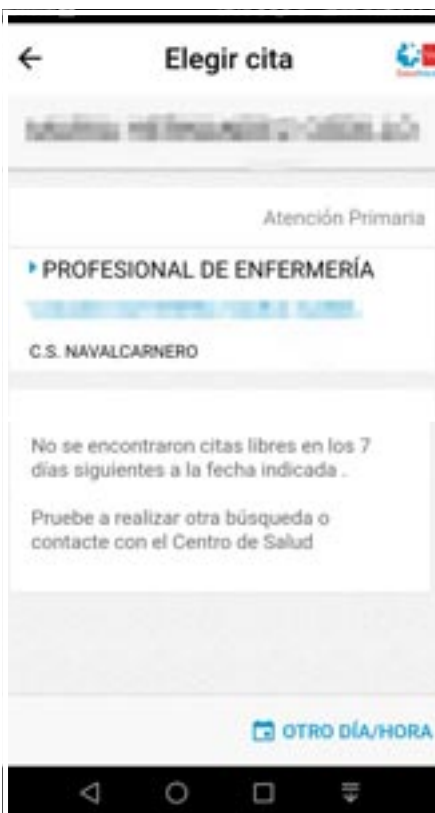 Elegir cita
Atención Primaria
PROFESIONAL DE ENFERMERÍA
C.S. NAVALCARNERO
No se encontraron citas libres en los 7
días siguientes a la fecha indicada .
Pruebe a realizar otra búsqueda o
contacte con el Centro de Salud
OTRO DÍA/HORA